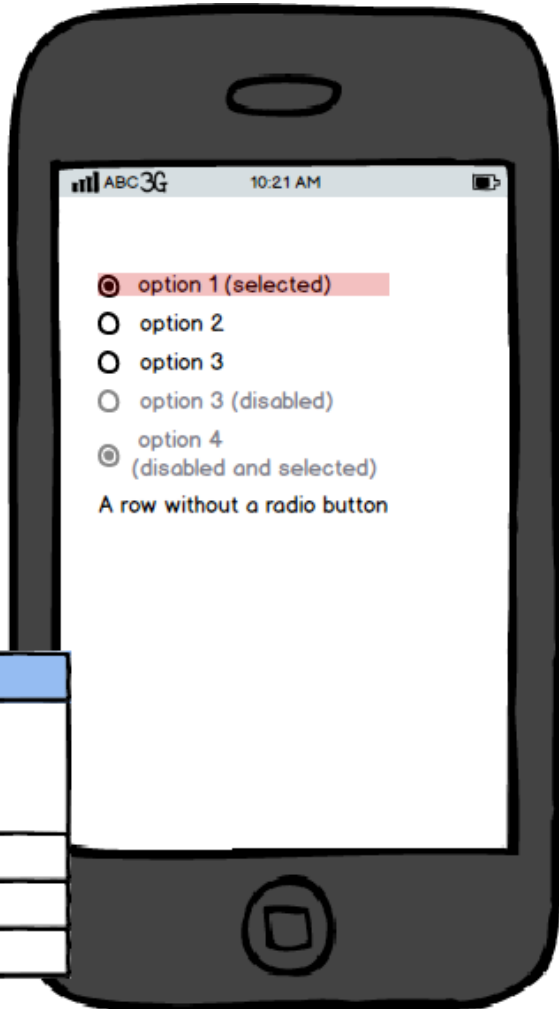 ABC 3G 10:21 AM
option 1 (selected)
option 2
option 3
option 3 (disabled)
option 4
(disabled and selected)
A row without a radio button